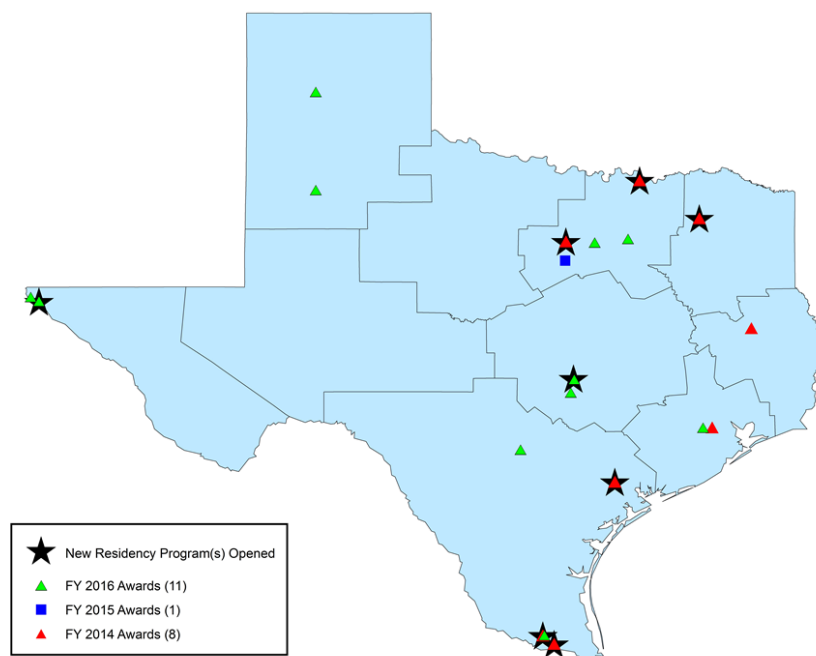 New Residency Program(s) Opened
FY 2016 Awards (11)
FY 2015 Awards (1)
FY 2014 Awards (8)